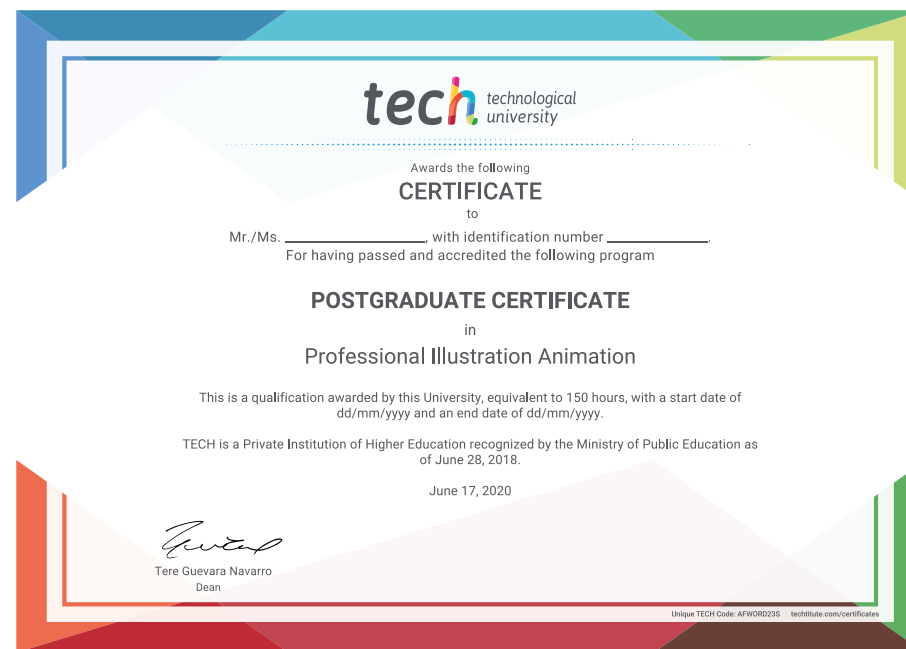 tech technological
university
Awards the following
CERTIFICATE
to
Mr./Ms. ____________, with identification number ____________.
For having passed and accredited the following program
POSTGRADUATE CERTIFICATE
in
Professional Illustration Animation
This is a qualification awarded by this University, equivalent to 150 hours, with a start date of
dd/mm/yyyy and an end date of dd/mm/yyyy.
TECH is a Private Institution of Higher Education recognized by the Ministry of Public Education as
of June 28, 2018.
June 17, 2020
Tere Guevara Navarro
Dean
Unique TECH Code: AFWORD23S techtitute.com/certificates